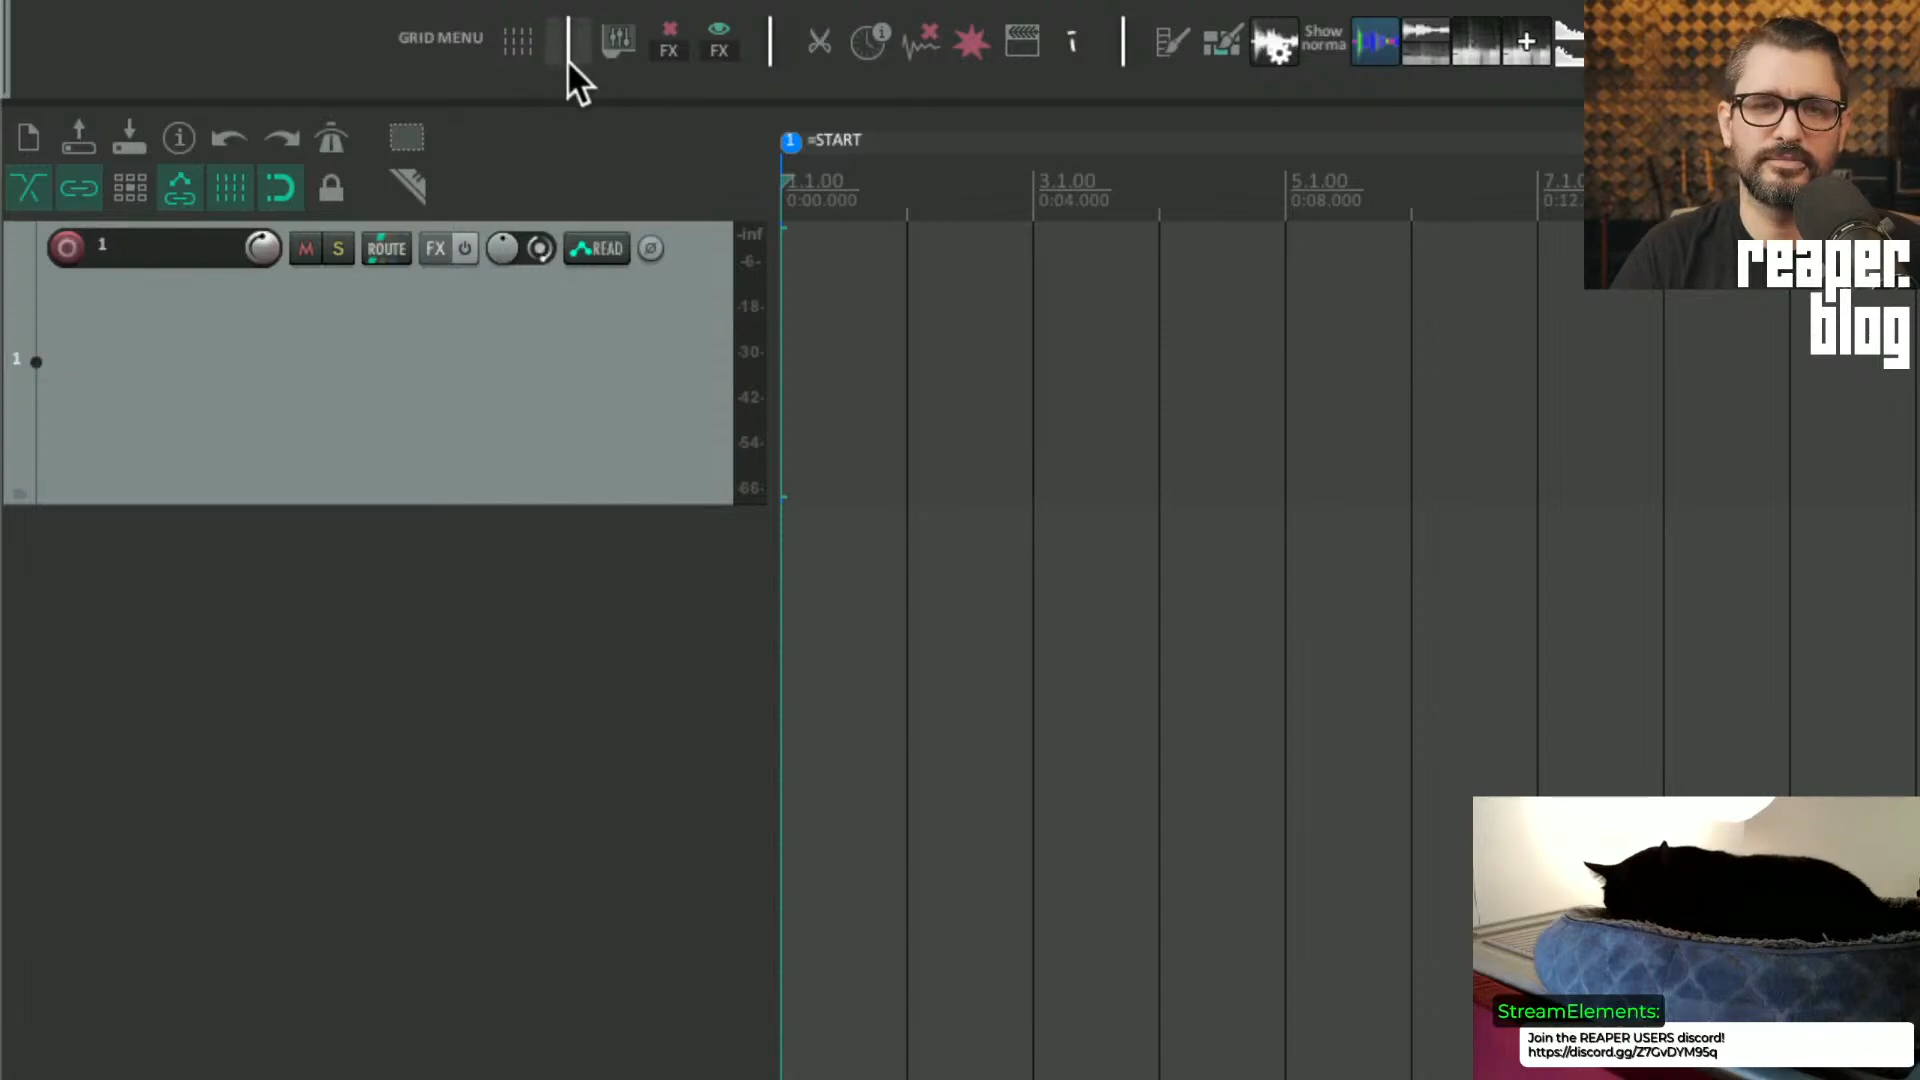 GRID MENU
FX
FX
Show
norma
1 =START
1.1.00
0:00.000
3.1.00
0:04.000
5.1.00
0:08.000
0:12.
1
M
S
ROUTE
FX
READ
1
-inf
-6-
-18-
-30-
-42-
-54-
-66-
reaper.
blog
StreamElements:
Join the REAPER USERS discord!
https://discord.gg/Z7GvDYM95q